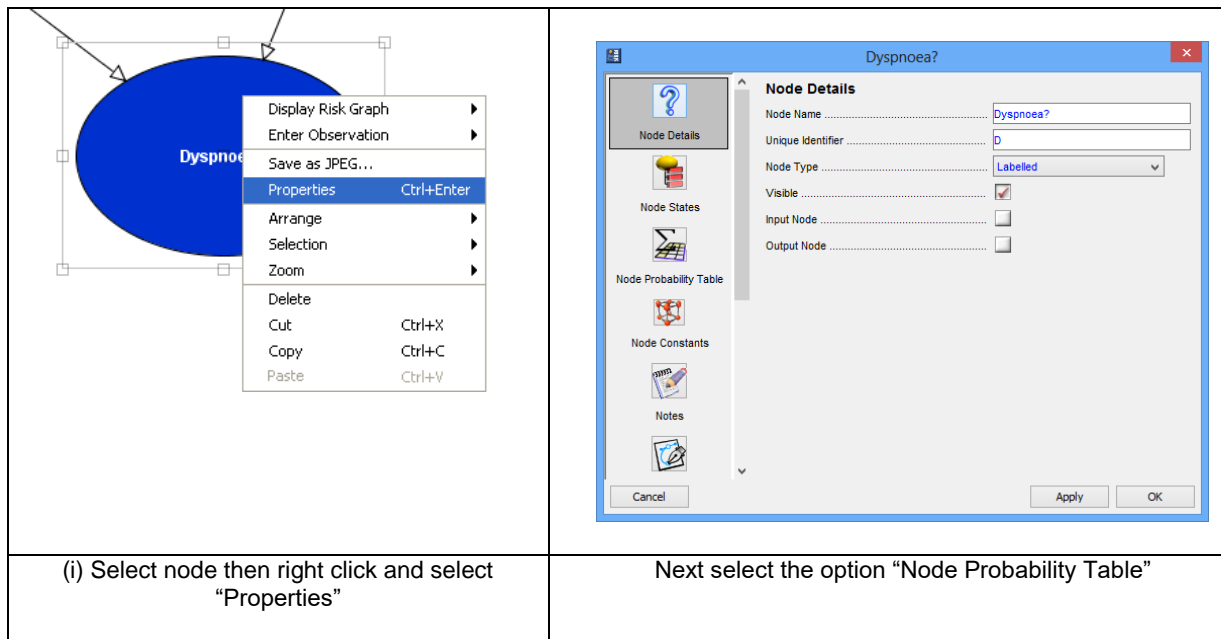 Dyspnoe
Display Risk Graph
Enter Observation
Save as JPEG...
Properties Ctrl+Enter
Arrange
Selection
Zoom
Delete
Cut Ctrl+X
Copy Ctrl+C
Paste Ctrl+V
(i) Select node then right click and select
“Properties”
Dyspnoea?
Node Details
Node States
Node Probability Table
Node Constants
Notes
Node Details
Node Name ........ Dyspnoea?
Unique Identifier ........ D
Node Type ........ Labelled
Visible ........
Input Node ........
Output Node ........
Cancel Apply OK
Next select the option “Node Probability Table”